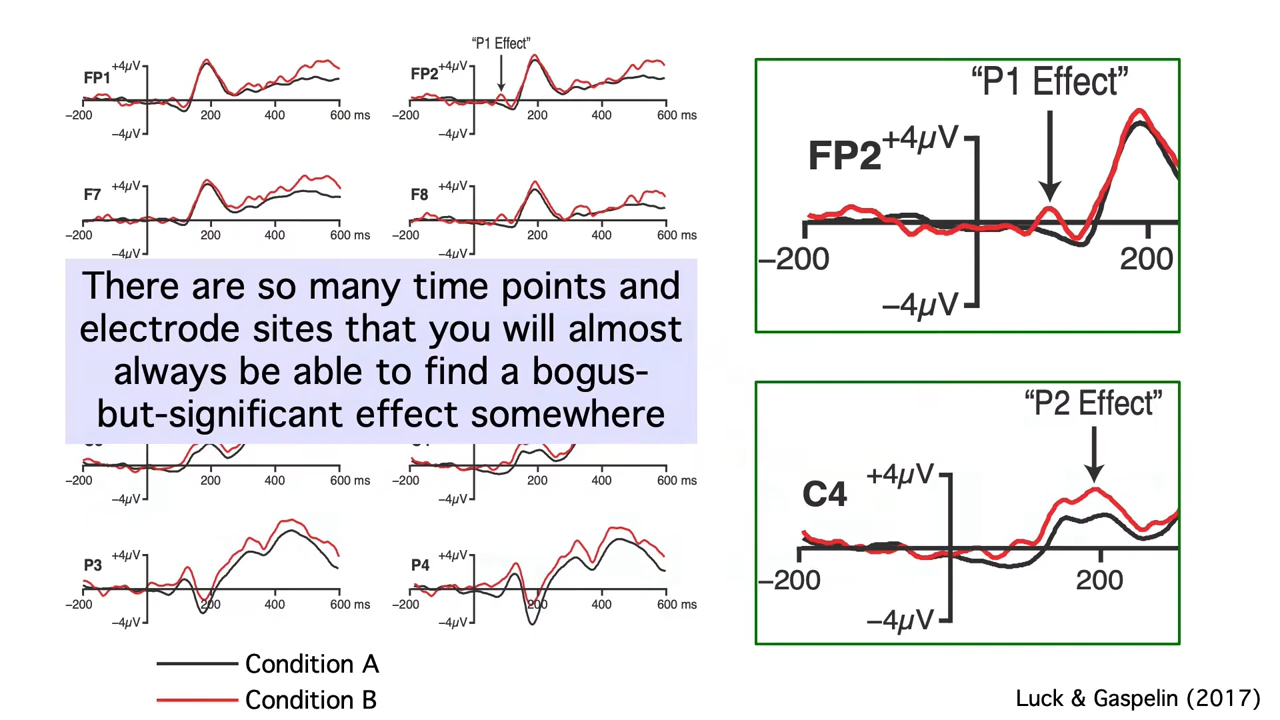 "P1 Effect"
FP1 +4µV
−4µV
−200 200 400 600 ms
FP2 +4µV
−4µV
−200 200 400 600 ms
F7 +4µV
−4µV
−200 200 400 600 ms
F8 +4µV
−4µV
−200 200 400 600 ms
There are so many time points and
electrode sites that you will almost
always be able to find a bogus-
but-significant effect somewhere
−4µV
−200 200 400 600 ms
−4µV
−200 200 400 600 ms
P3 +4µV
−4µV
−200 200 400 600 ms
P4 +4µV
−4µV
−200 200 400 600 ms
Condition A
Condition B
"P1 Effect"
FP2 +4µV
−200 200
−4µV
"P2 Effect"
+4µV
C4
−200 200
−4µV
Luck & Gaspelin (2017)